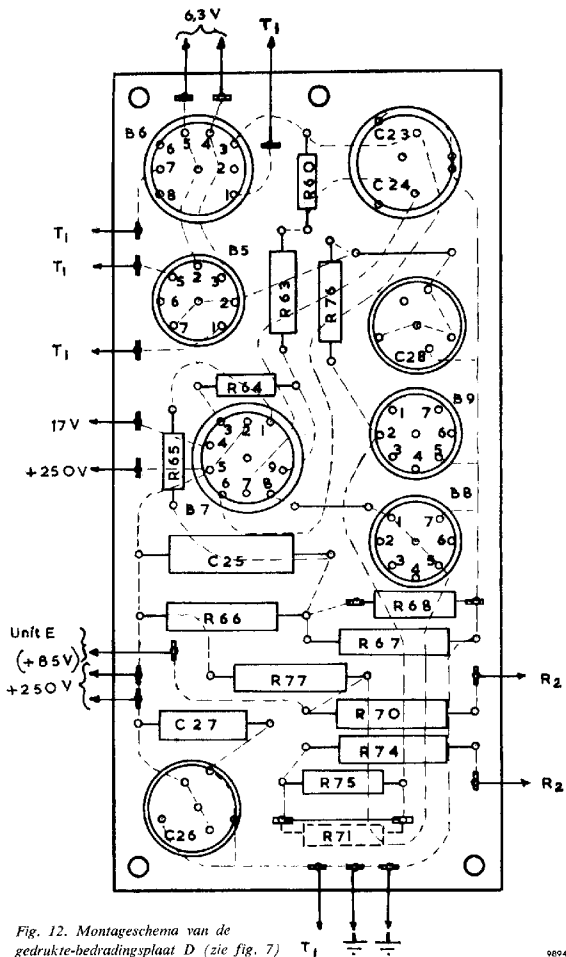 6,3 V
T1
B6
5 4
6 3
7 2
8 1
C23
C24
R60
T1
T1
B5
2
5 3
6 2
7 1
R63
R76
C28
T1
R64
B9
1 7
2 6
3 5
4
17V
+250V
R65
3 2 1
4
5 9
6 7 8
B7
B8
1 7
2 6
3 5
4
C25
R68
R66
R67
Unit E
(+85V)
+250V
R77
R2
R70
C27
R74
R75
R2
R71
C26
T1
Fig. 12. Montageschema van de
gedrukte-bedradingsplaat D (zie fig. 7)
9894